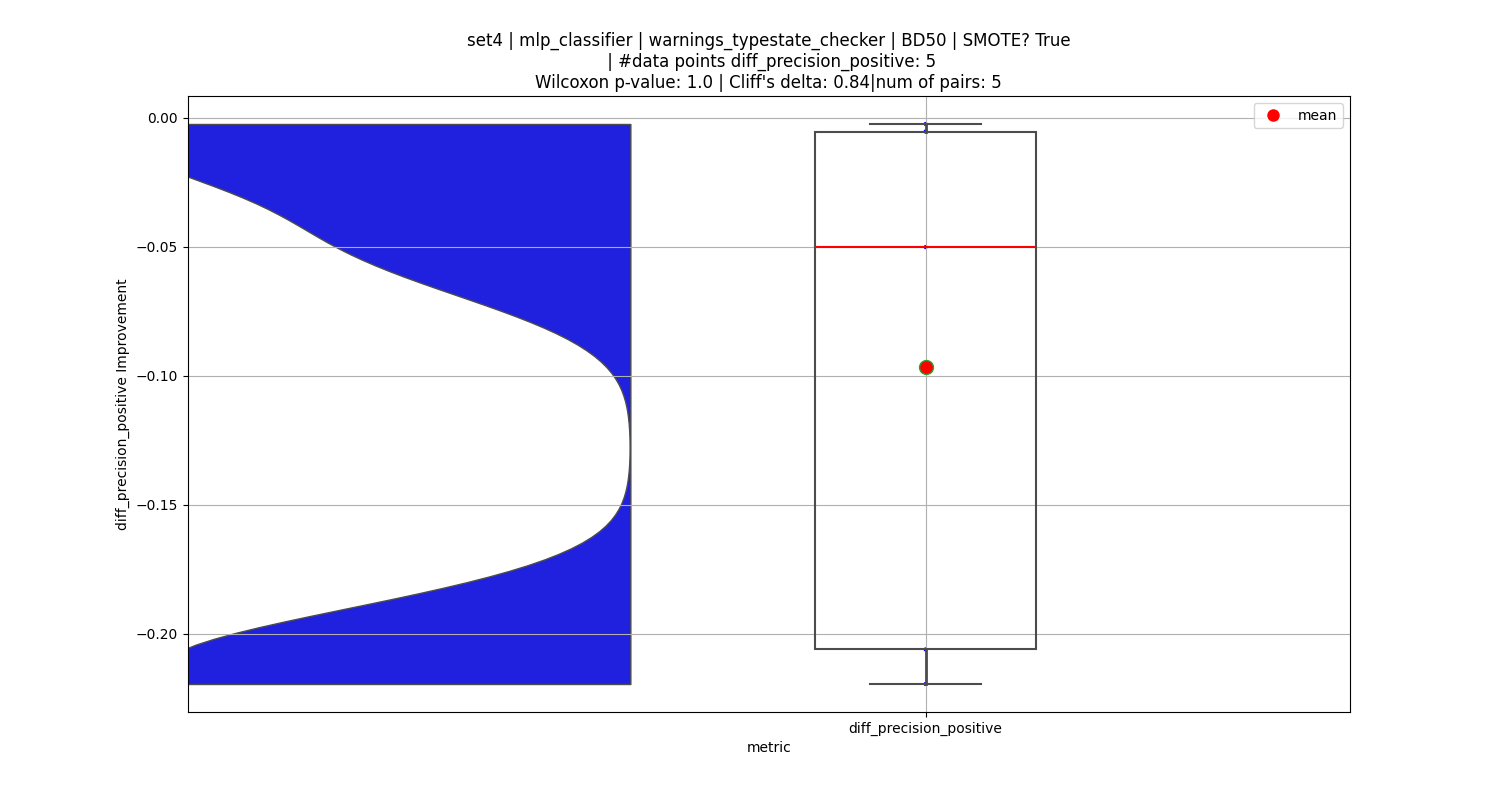 set4 | mlp_classifier | warnings_typestate_checker | BD50 | SMOTE? True
| #data points diff_precision_positive: 5
Wilcoxon p-value: 1.0 | Cliff's delta: 0.84|num of pairs: 5
mean
0.00
−0.05
−0.10
−0.15
−0.20
diff_precision_positive Improvement
diff_precision_positive
metric